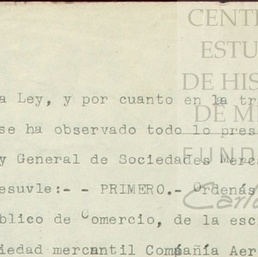 CENT
ESTU
DE HIS
DE M
FUND
a Ley, y por cuanto en la tr
se ha observado todo lo pres
y General de Sociedades Merc
esuvle:- - PRIMERO.- Ordenás
blico de Comercio, de la esc
iedad mercantil Compañía Aer